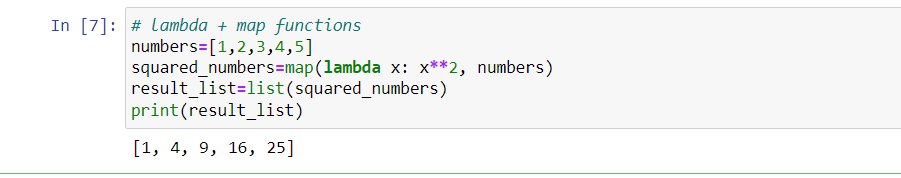 In [7]: # lambda + map functions
numbers=[1,2,3,4,5]
squared_numbers=map(lambda x: x**2, numbers)
result_list=list(squared_numbers)
print(result_list)
[1, 4, 9, 16, 25]